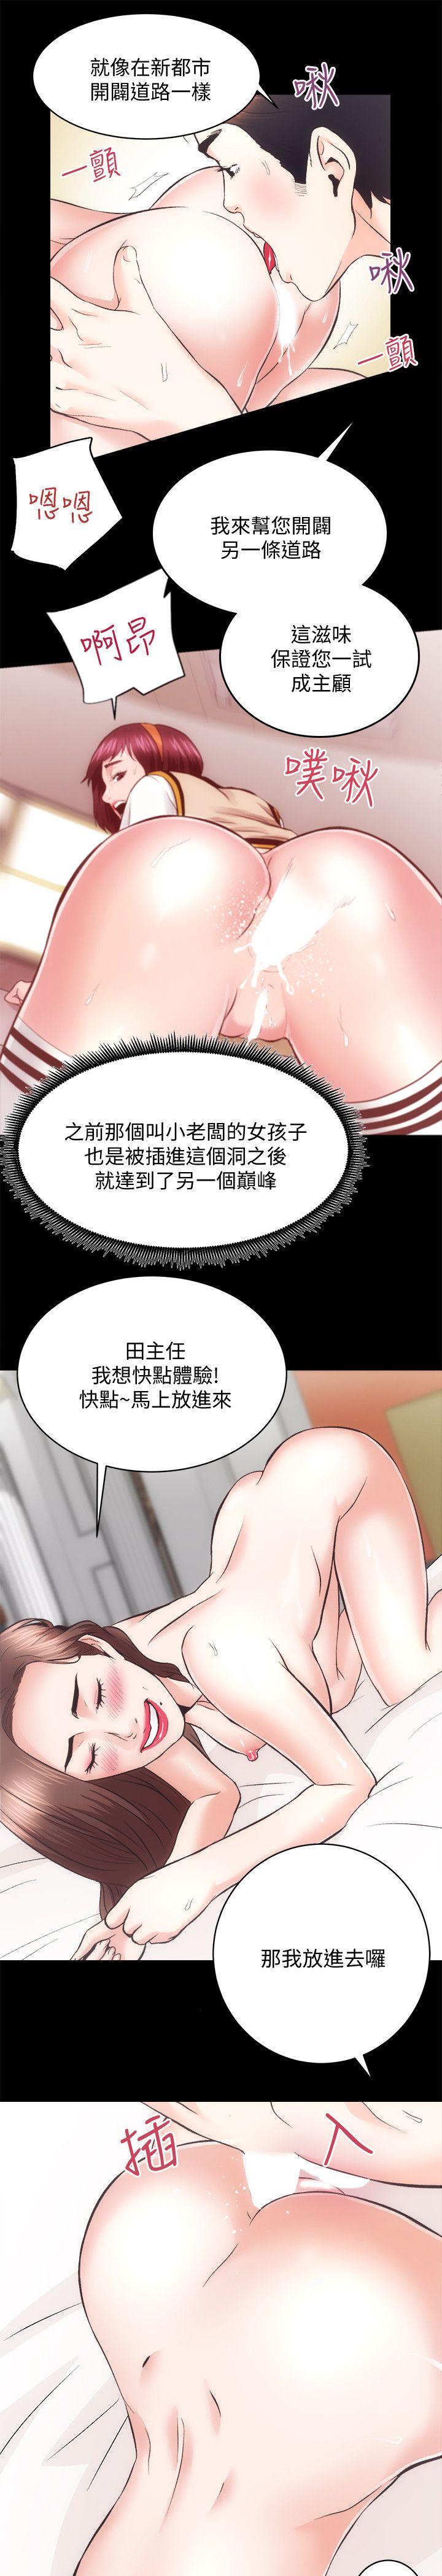 就像在新都市
開闢道路一樣
啾
一顫
啾
一顫
嗯嗯
我來幫您開闢
另一條道路
啊昂
這滋味
保證您一試
成主顧
噗啾
之前那個叫小老闆的女孩子
也是被插進這個洞之後
就達到了另一個巔峰
田主任
我想快點體驗!
快點~馬上放進來
那我放進去囉
插入